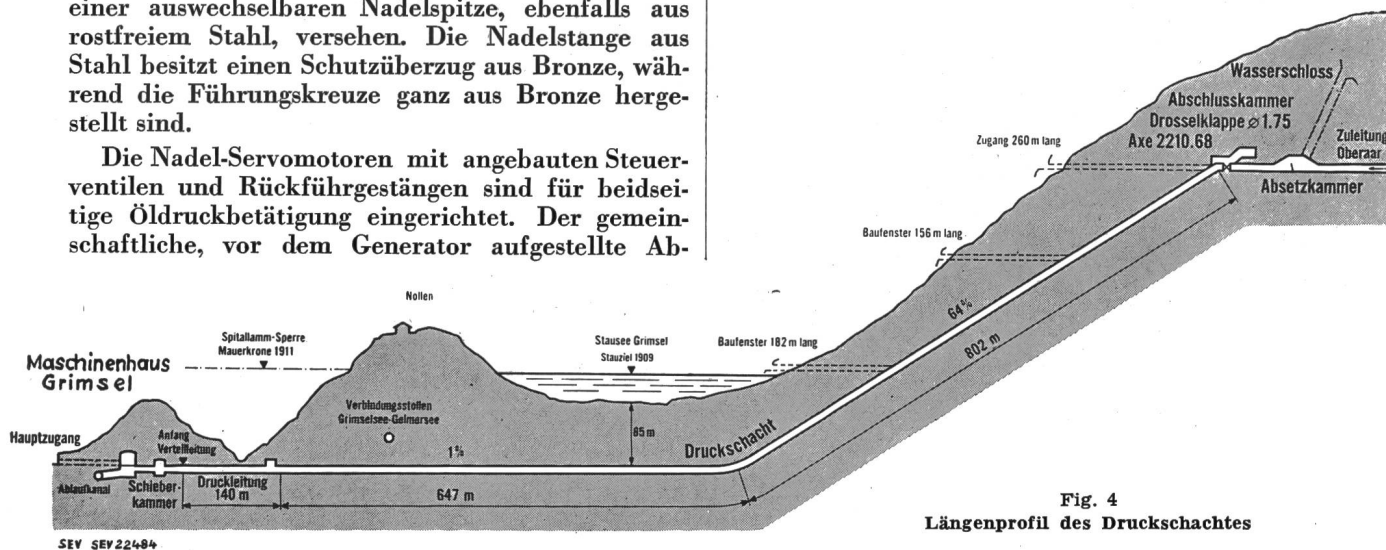 einer auswechselbaren Nadelspitze, ebenfalls aus
rostfreiem Stahl, versehen. Die Nadelstange aus
Stahl besitzt einen Schutzüberzug aus Bronze, wäh-
rend die Führungskreuze ganz aus Bronze herge-
stellt sind.
Die Nadel-Servomotoren mit angebauten Steuer-
ventilen und Rückführgestängen sind für beidsei-
tige Öldruckbetätigung eingerichtet. Der gemein-
schaftliche, vor dem Generator aufgestellte Ab-
Wasserschloss
Abschlusskammer
Drosselklappe ⌀ 1.75
Axe 2210.68
Zuleitung
Oberaar
Absetzkammer
Zugang 260 m lang
Baufenster 156 m lang
Baufenster 182 m lang
64%
802 m
Nollen
Spitallamm-Sperre
Mauerkrone 1911
Stausee Grimsel
Stauziel 1909
Maschinenhaus
Grimsel
Verbindungsstollen
Grimselsee-Gelmersee
85 m
Druckschacht
Hauptzugang
Anfang
Verteilleitung
1%
Ablaufkanal
Schieber-
kammer
Druckleitung
140 m
647 m
Fig. 4
Längenprofil des Druckschachtes
SEV SEV22484